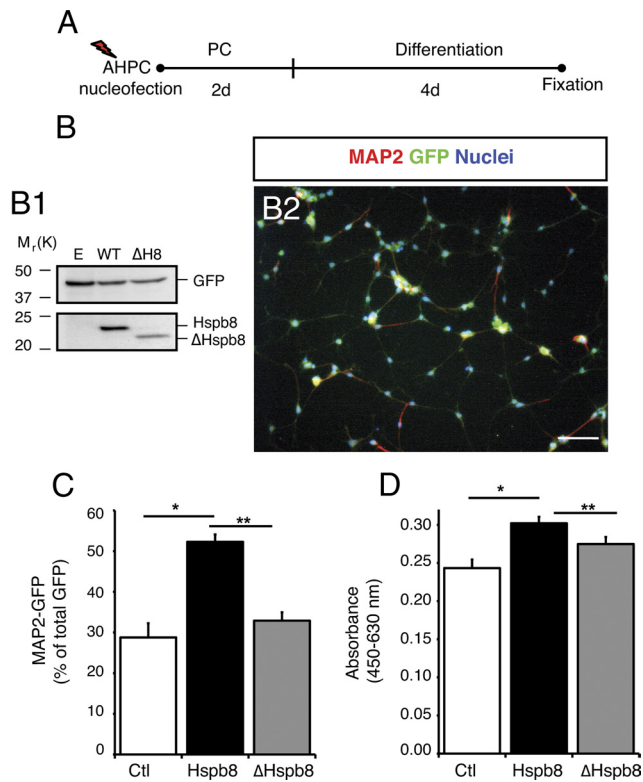 A
AHPC
nucleofection
PC
2d
Differentiation
4d
Fixation
B
MAP2 GFP Nuclei
B1
B2
Mr(K)
E WT ΔH8
50
37
GFP
25
20
Hspb8
ΔHspb8
C
*
**
MAP2-GFP
(% of total GFP)
60
50
40
30
30
20
10
0
Ctl Hspb8 ΔHspb8
D
*
**
Absorbance
(450-630 nm)
0.30
0.25
0.20
0.15
0.10
0.05
0.00
Ctl Hspb8 ΔHspb8